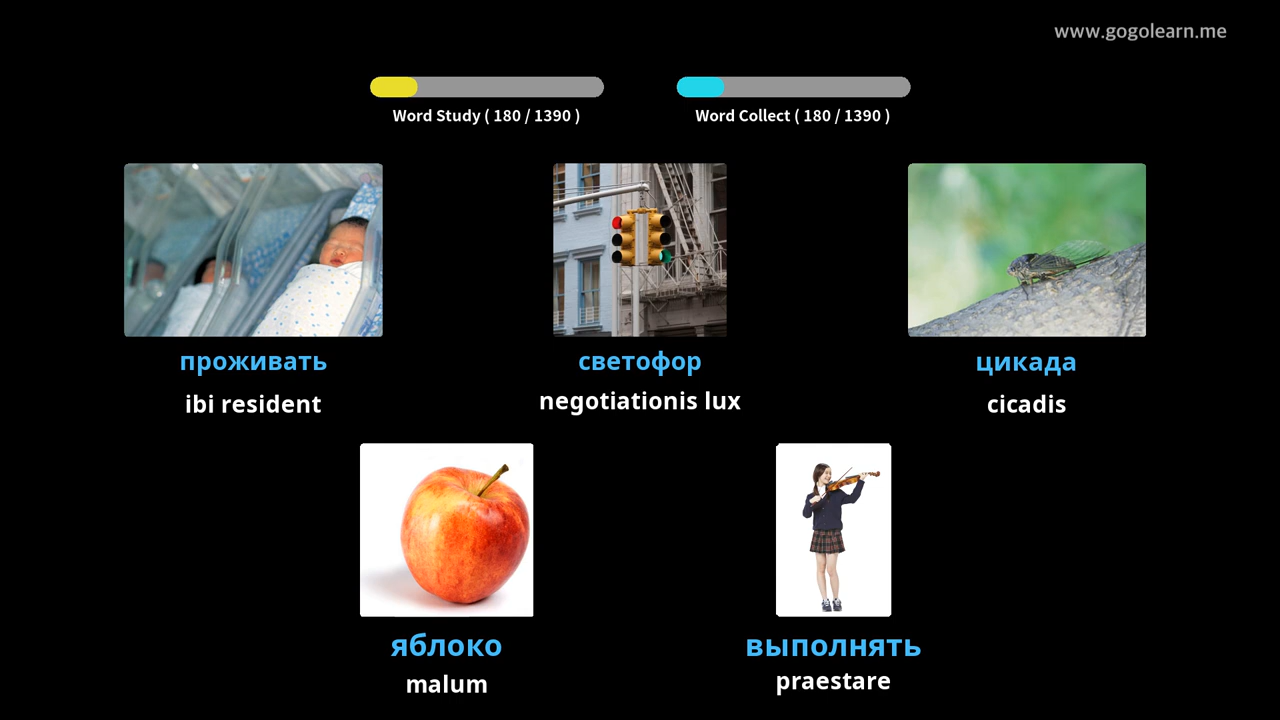 www.gogolearn.me
Word Study ( 180 / 1390 )
Word Collect ( 180 / 1390 )
проживать
ibi resident
светофор
negotiationis lux
цикада
cicadis
яблоко
malum
выполнять
praestare